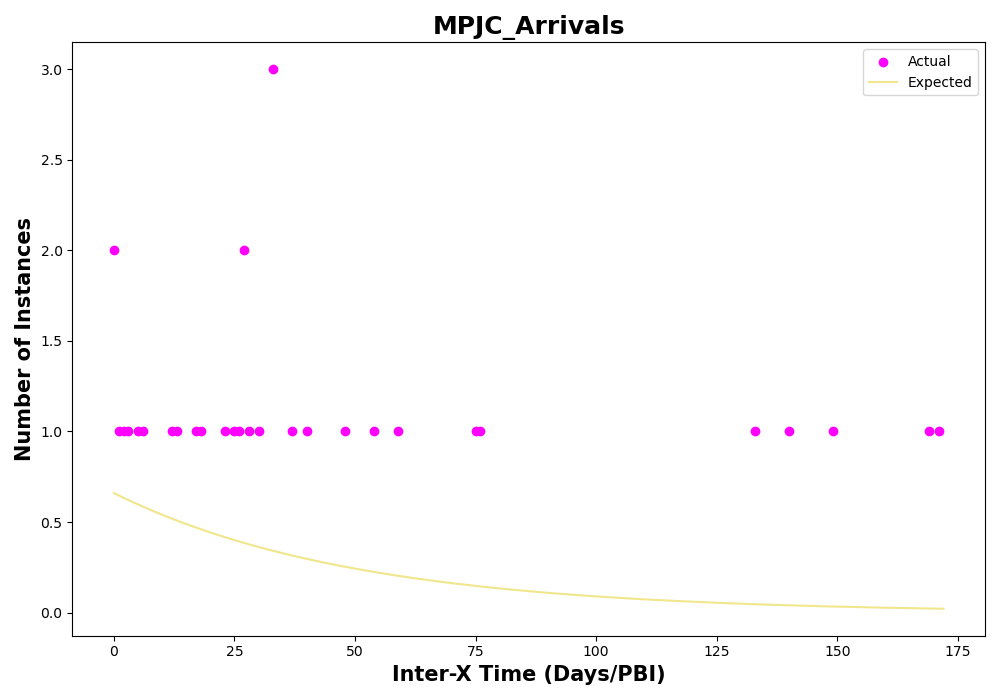 MPJC_Arrivals
Actual
Expected
3.0
2.5
2.0
1.5
1.0
0.5
0.0
Number of Instances
0 25 50 75 100 125 150 175
Inter-X Time (Days/PBI)